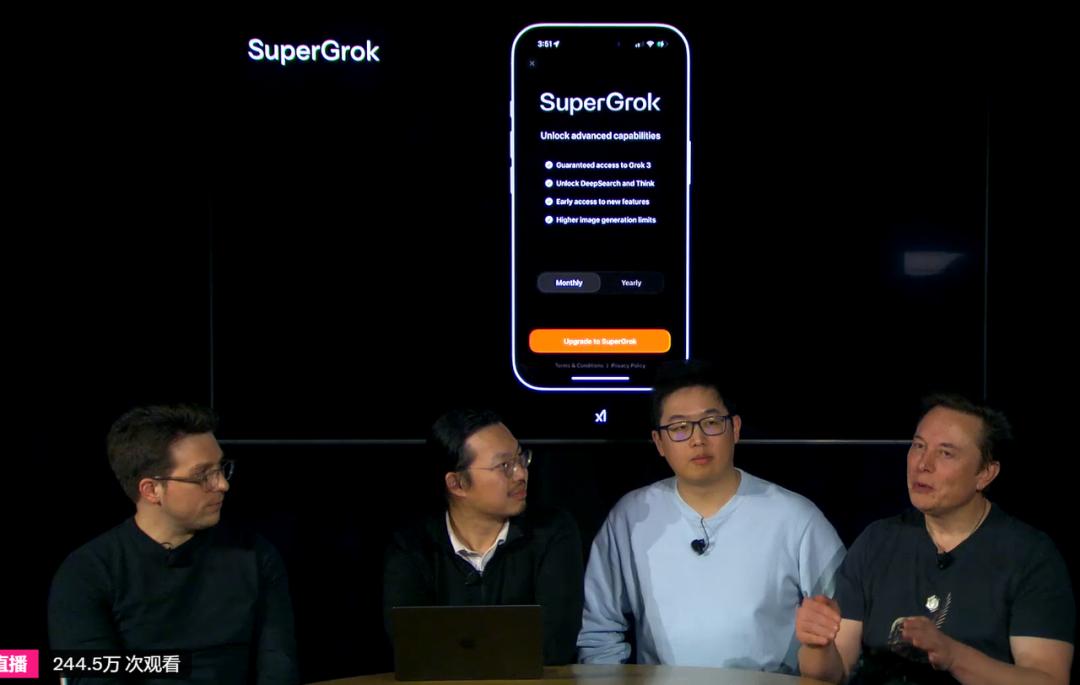 SuperGrok
3:51
SuperGrok
Unlock advanced capabilities
Guaranteed access to Grok 3
Unlock DeepSearch and Think
Early access to new features
Higher image generation limits
Monthly Yearly
Upgrade to SuperGrok
Terms & Conditions | Privacy Policy
xI
直播 244.5万 次观看